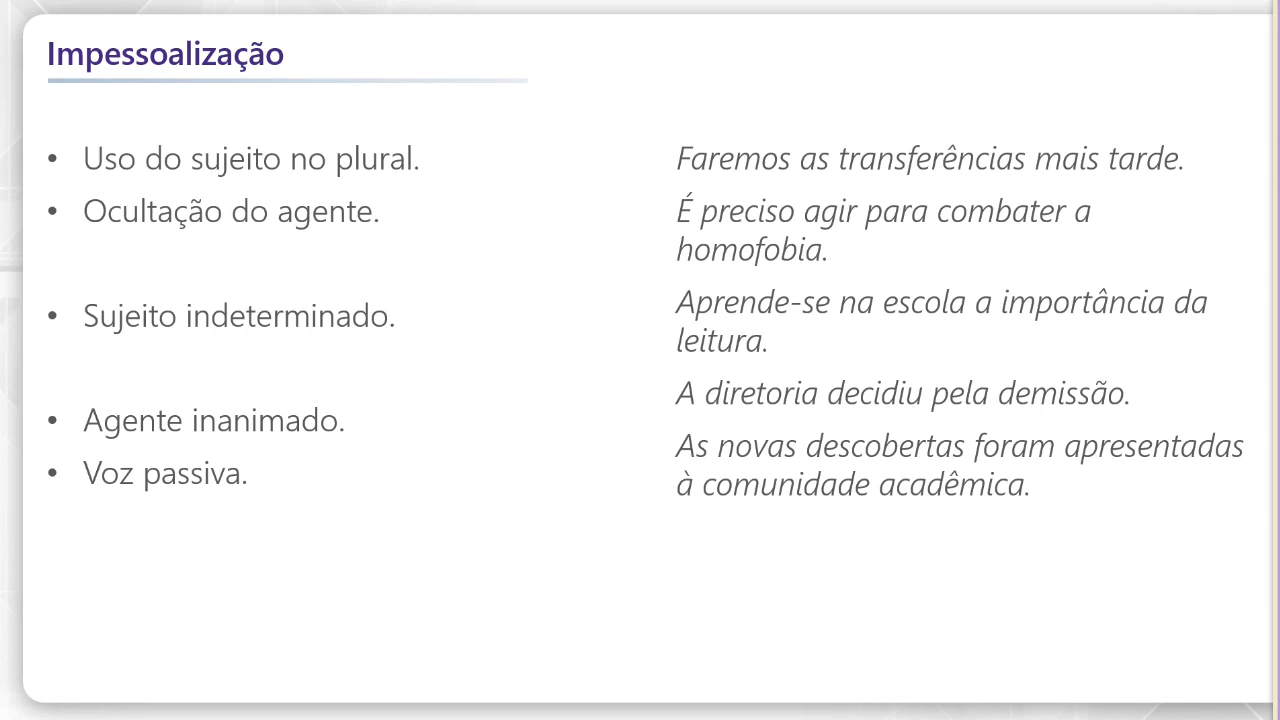 Impessoalização
• Uso do sujeito no plural.
• Ocultação do agente.
• Sujeito indeterminado.
• Agente inanimado.
• Voz passiva.
Faremos as transferências mais tarde.
É preciso agir para combater a
homofobia.
Aprende-se na escola a importância da
leitura.
A diretoria decidiu pela demissão.
As novas descobertas foram apresentadas
à comunidade acadêmica.